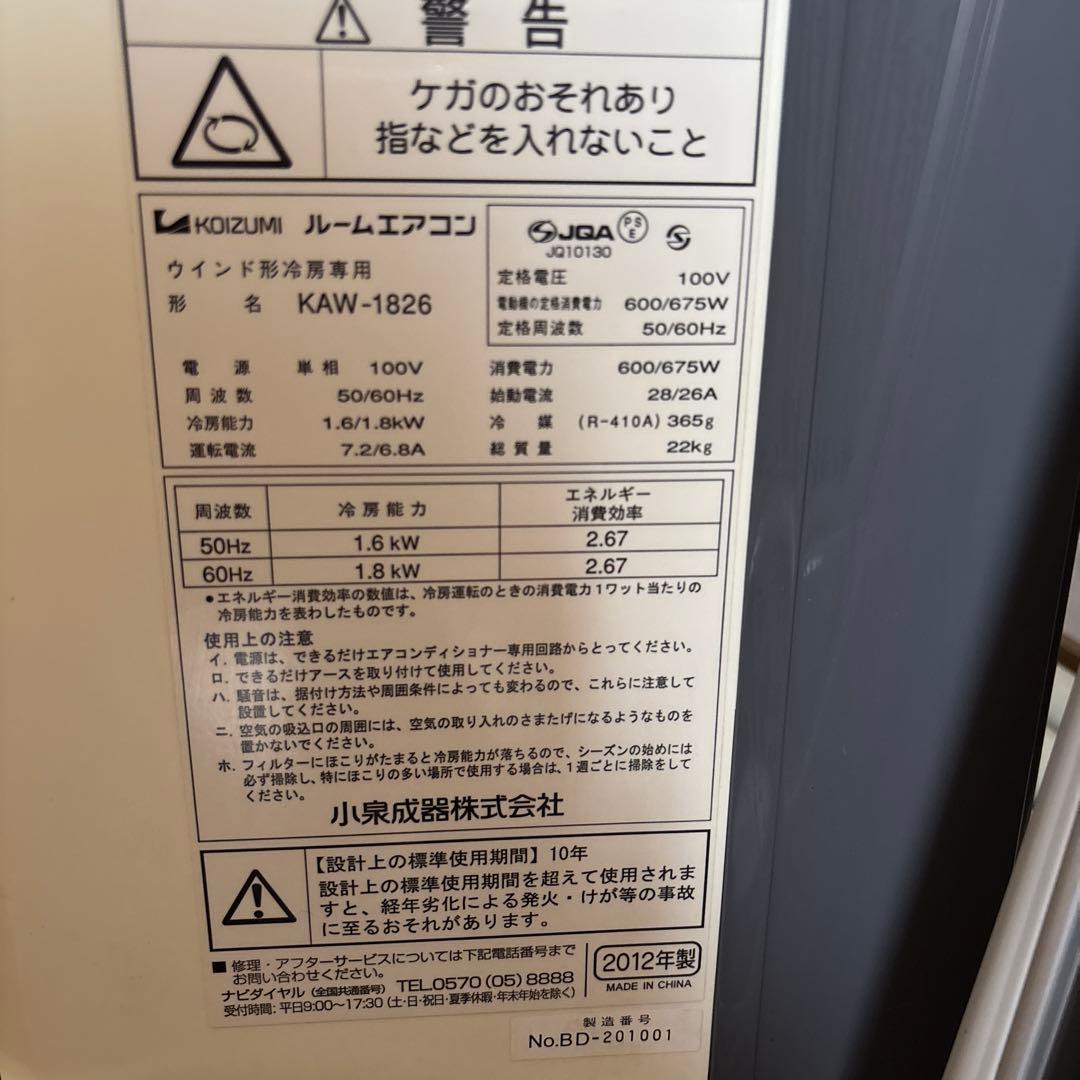 警告
ケガのおそれあり
指などを入れないこと
KOIZUMI ルームエアコン
ウインド形冷房専用
形名 KAW-1826
JQA PSE
JQ10130
定格電圧 100V
電動機の定格消費電力 600/675W
定格周波数 50/60Hz
電源 単相 100V
周波数 50/60Hz
冷房能力 1.6/1.8kW
運転電流 7.2/6.8A
消費電力 600/675W
始動電流 28/26A
冷媒 (R-410A) 365g
総質量 22kg
周波数 冷房能力 エネルギー消費効率
50Hz 1.6 kW 2.67
60Hz 1.8 kW 2.67
●エネルギー消費効率の数値は、冷房運転のときの消費電力1ワット当たりの
冷房能力を表わしたものです。
使用上の注意
イ. 電源は、できるだけエアコンディショナー専用回路からとってください。
ロ. できるだけアースを取り付けて使用してください。
ハ. 騒音は、据付け方法や周囲条件によっても変わるので、これらに注意して
設置してください。
ニ. 空気の吸込口の周囲には、空気の取り入れのさまたげになるようなものを
置かないでください。
ホ. フィルターにほこりがたまると冷房能力が落ちるので、シーズンの始めには
必ず掃除し、特にほこりの多い場所で使用する場合は、1週ごとに掃除をして
ください。
小泉成器株式会社
【設計上の標準使用期間】10年
設計上の標準使用期間を超えて使用されま
すと、経年劣化による発火・けが等の事故
に至るおそれがあります。
■修理・アフターサービスについては下記電話番号まで
お問い合わせください。
ナビダイヤル(全国共通番号) TEL.0570(05)8888
受付時間:平日9:00〜17:30(土・日・祝日・夏季休暇・年末年始を除く)
2012年製
MADE IN CHINA
製造番号
No.BD-201001